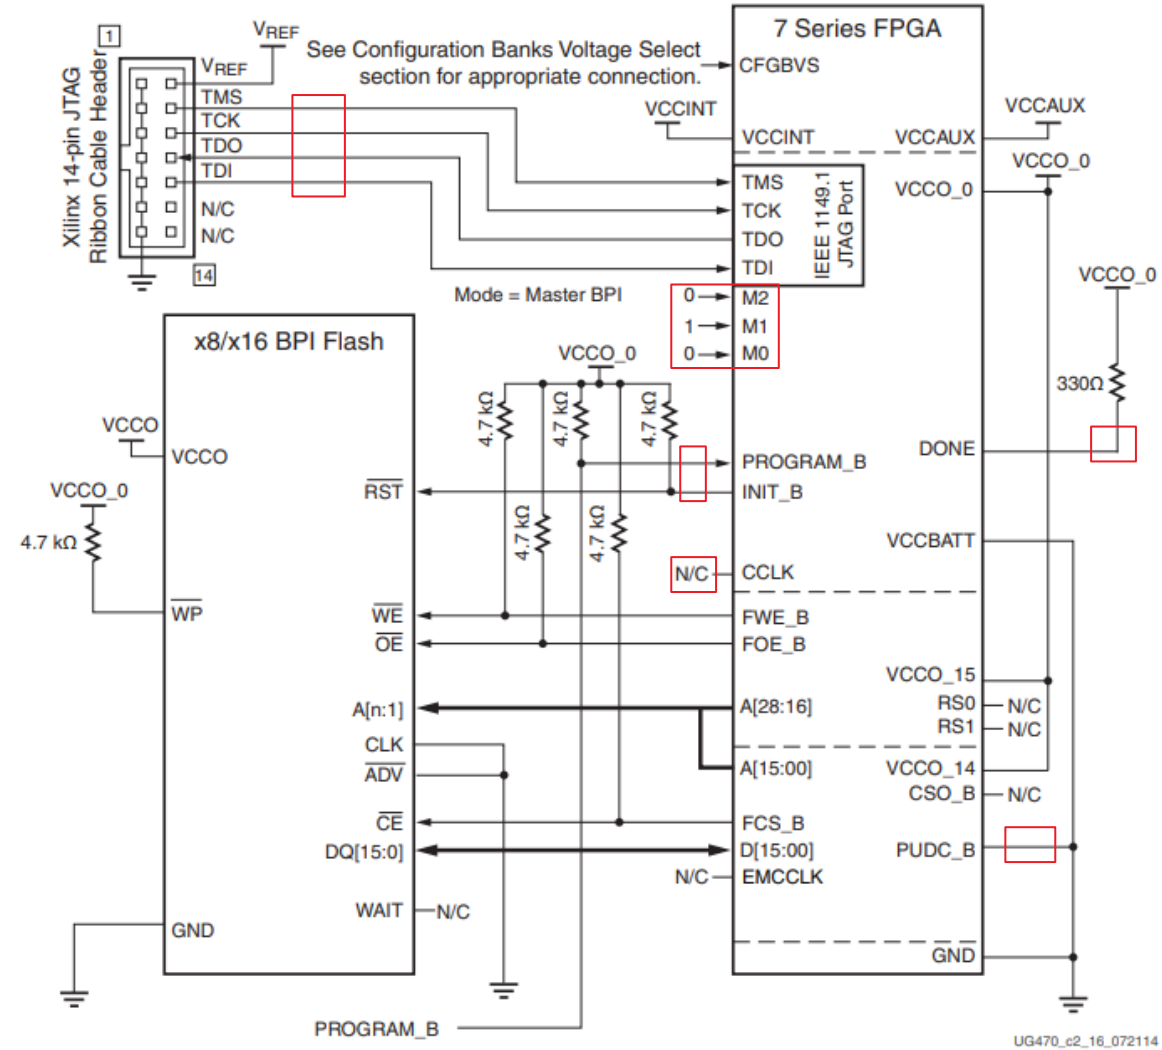 1
VREF
See Configuration Banks Voltage Select
section for appropriate connection.
7 Series FPGA
CFGBVS
Xilinx 14-pin JTAG
Ribbon Cable Header
VREF
TMS
TCK
TDO
TDI
N/C
N/C
14
VCCINT
VCCINT
VCCAUX
VCCAUX
VCCO_0
VCCO_0
TMS
TCK
TDO
TDI
IEEE 1149.1
JTAG Port
Mode = Master BPI
0
M2
1
M1
0
M0
VCCO_0
330Ω
DONE
x8/x16 BPI Flash
VCCO_0
4.7 kΩ
4.7 kΩ
4.7 kΩ
4.7 kΩ
4.7 kΩ
VCCO
VCCO
VCCO_0
4.7 kΩ
WP
RST
PROGRAM_B
INIT_B
VCCBATT
N/C
CCLK
WE
FWE_B
OE
FOE_B
VCCO_15
RS0
N/C
RS1
N/C
A[n:1]
A[28:16]
CLK
ADV
A[15:00]
VCCO_14
CSO_B
N/C
CE
FCS_B
DQ[15:0]
D[15:00]
PUDC_B
N/C
EMCCLK
WAIT
N/C
GND
GND
PROGRAM_B
UG470_c2_16_072114